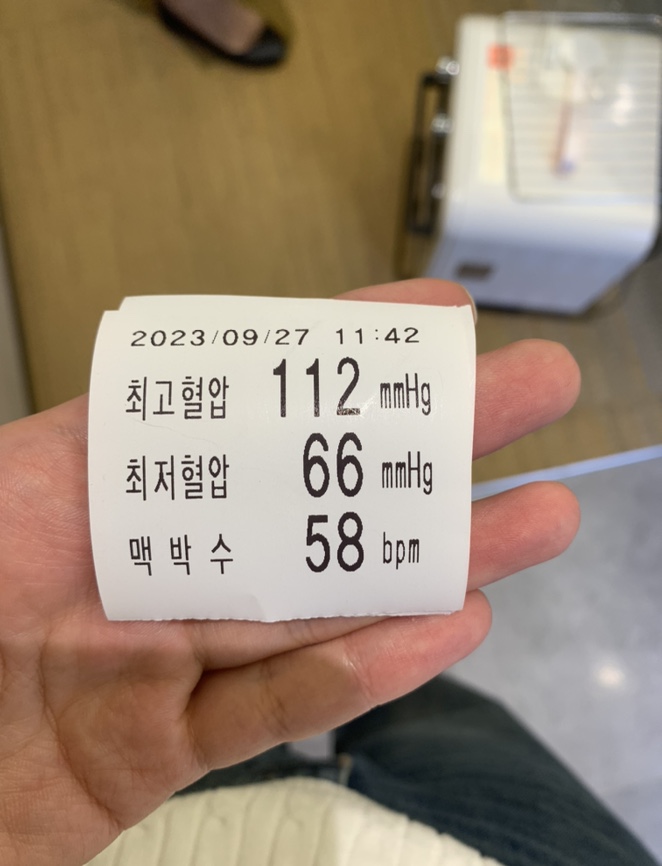 2023/09/27 11:42
최고혈압 112 mmHg
최저혈압 66 mmHg
맥박수 58 bpm